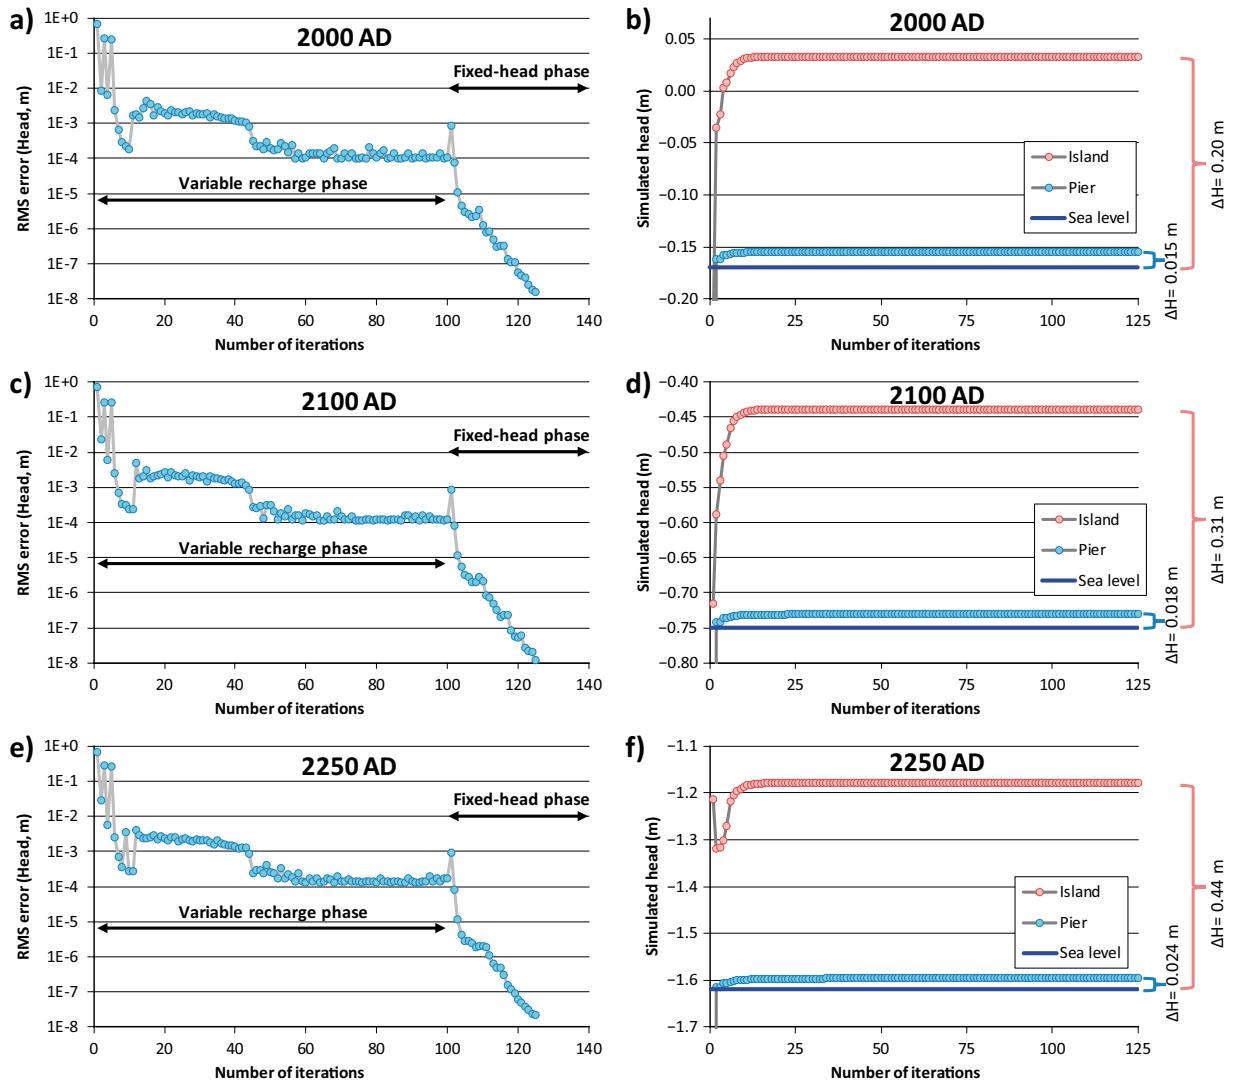 a)
2000 AD
RMS error (Head, m)
1E+0
1E-1
1E-2
1E-3
1E-4
1E-5
1E-6
1E-7
1E-8
Fixed-head phase
Variable recharge phase
0 20 40 60 80 100 120 140
Number of iterations
b)
2000 AD
Simulated head (m)
0.05
0.00
−0.05
−0.10
−0.15
−0.20
Island
Pier
Sea level
0 25 50 75 100 125
Number of iterations
ΔH= 0.015 m
ΔH= 0.20 m
c)
2100 AD
RMS error (Head, m)
1E+0
1E-1
1E-2
1E-3
1E-4
1E-5
1E-6
1E-7
1E-8
Fixed-head phase
Variable recharge phase
0 20 40 60 80 100 120 140
Number of iterations
d)
2100 AD
Simulated head (m)
−0.40
−0.45
−0.50
−0.55
−0.60
−0.65
−0.70
−0.75
−0.80
Island
Pier
Sea level
0 25 50 75 100 125
Number of iterations
ΔH= 0.018 m
ΔH= 0.31 m
e)
2250 AD
RMS error (Head, m)
1E+0
1E-1
1E-2
1E-3
1E-4
1E-5
1E-6
1E-7
1E-8
Fixed-head phase
Variable recharge phase
0 20 40 60 80 100 120 140
Number of iterations
f)
2250 AD
Simulated head (m)
−1.1
−1.2
−1.3
−1.4
−1.5
−1.6
−1.7
Island
Pier
Sea level
0 25 50 75 100 125
Number of iterations
ΔH= 0.024 m
ΔH= 0.44 m